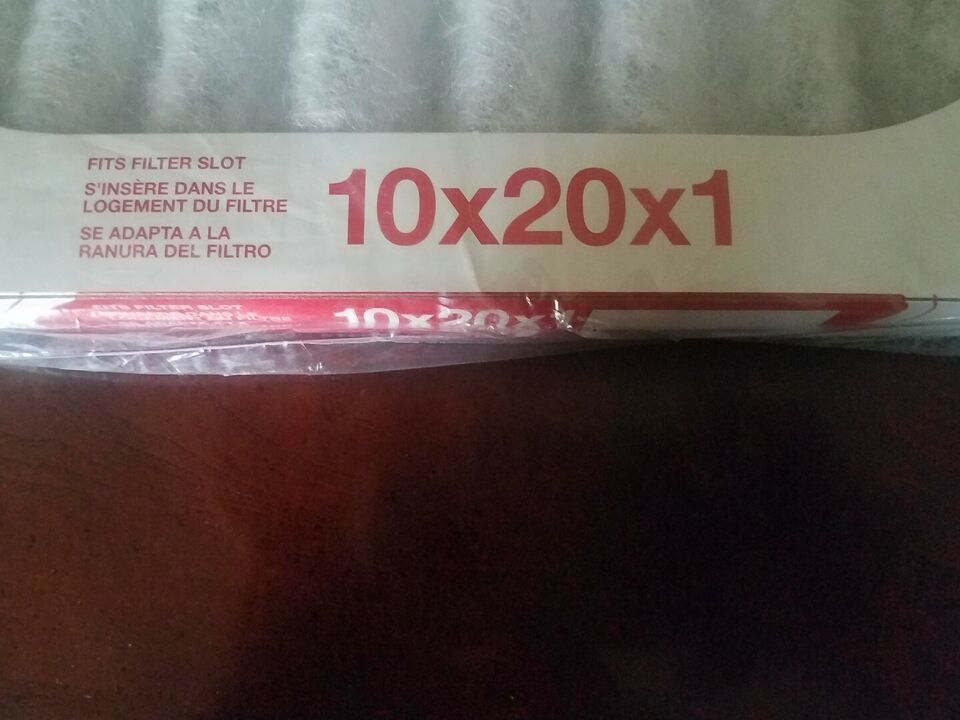 FITS FILTER SLOT
S'INSÈRE DANS LE
LOGEMENT DU FILTRE
SE ADAPTA A LA
RANURA DEL FILTRO
10x20x1
FITS FILTER SLOT
10x20x1